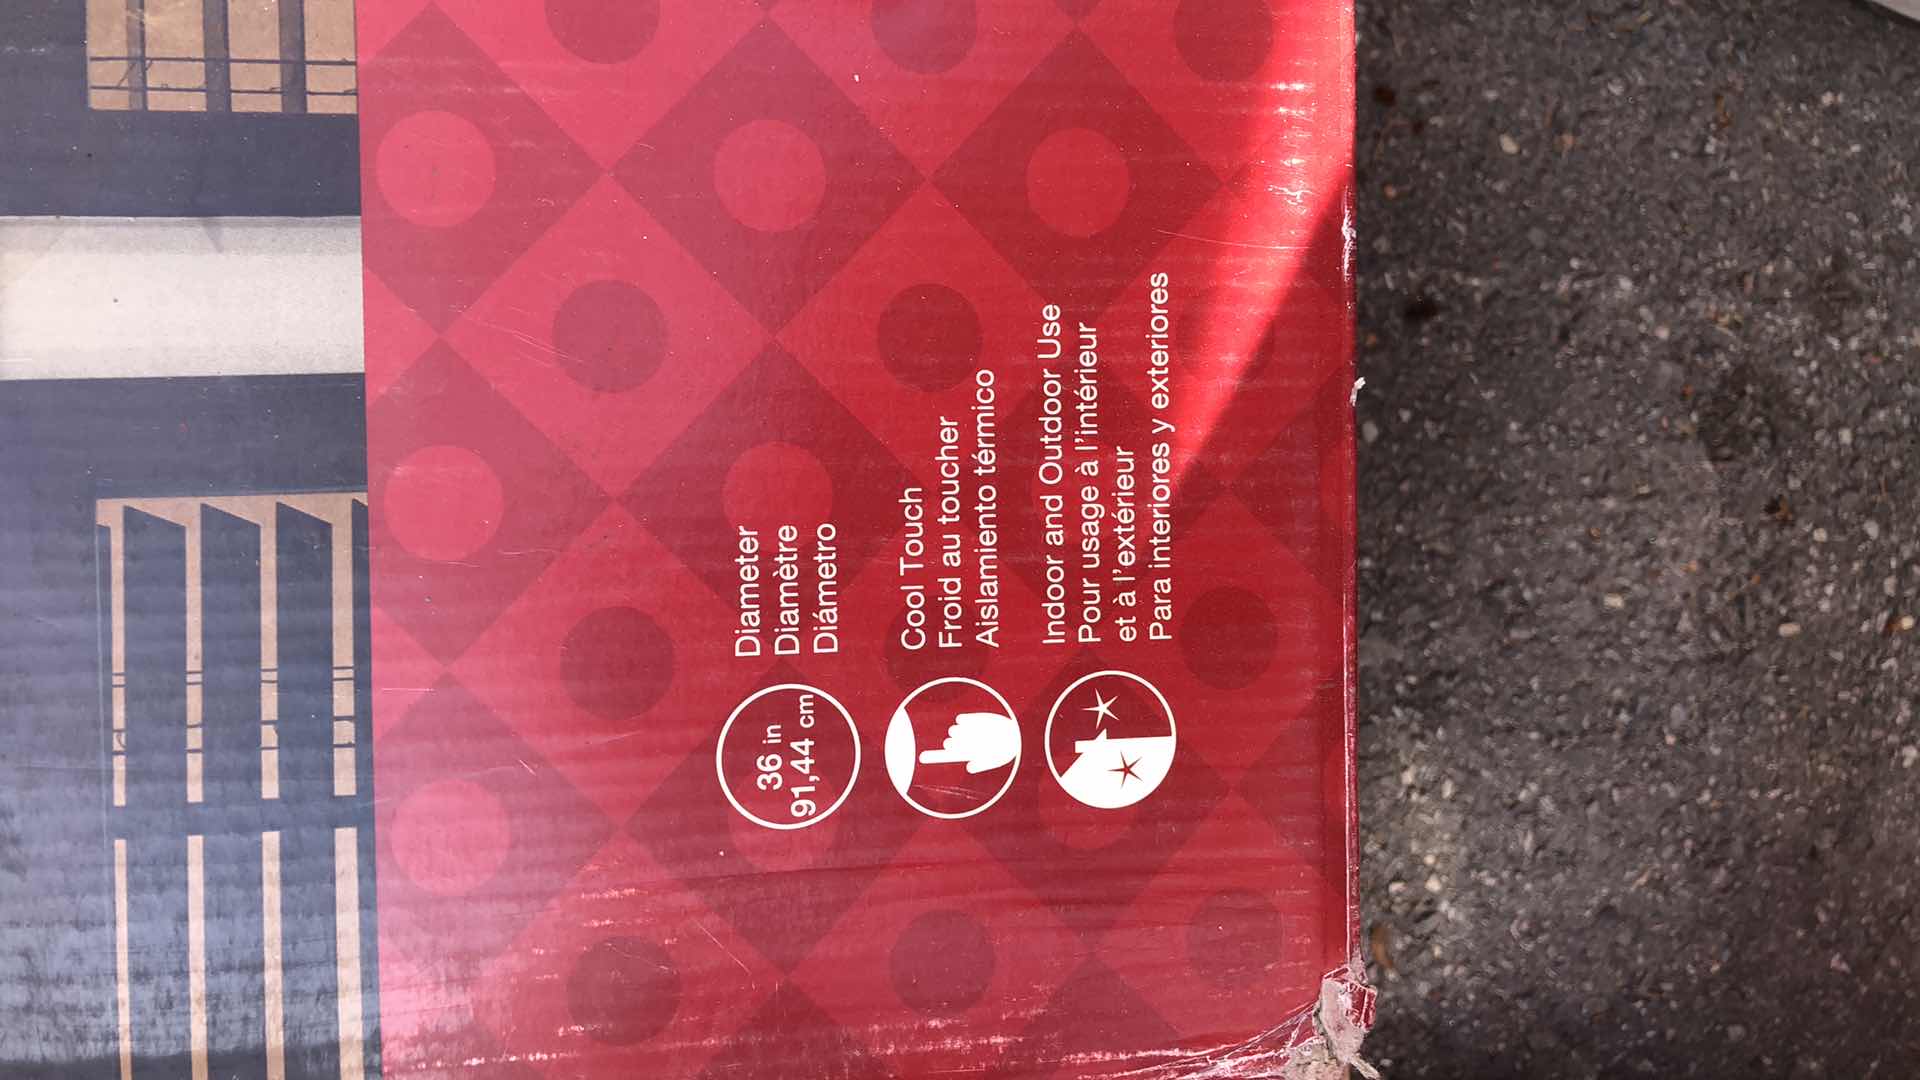 36 in
91,44 cm
Diameter
Diamètre
Diámetro
Cool Touch
Froid au toucher
Aislamiento térmico
Indoor and Outdoor Use
Pour usage à l'intérieur
et à l'extérieur
Para interiores y exteriores